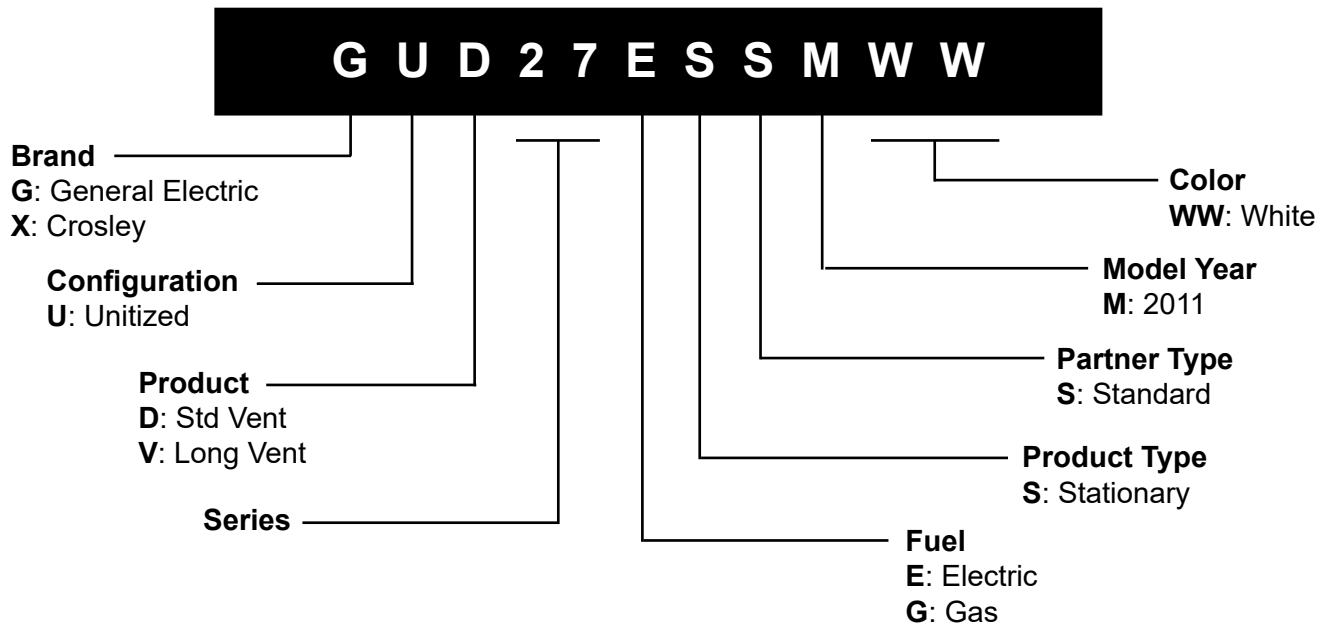 G U D 2 7 E S S M W W
Brand
G: General Electric
X: Crosley
Configuration
U: Unitized
Product
D: Std Vent
V: Long Vent
Series
Color
WW: White
Model Year
M: 2011
Partner Type
S: Standard
Product Type
S: Stationary
Fuel
E: Electric
G: Gas